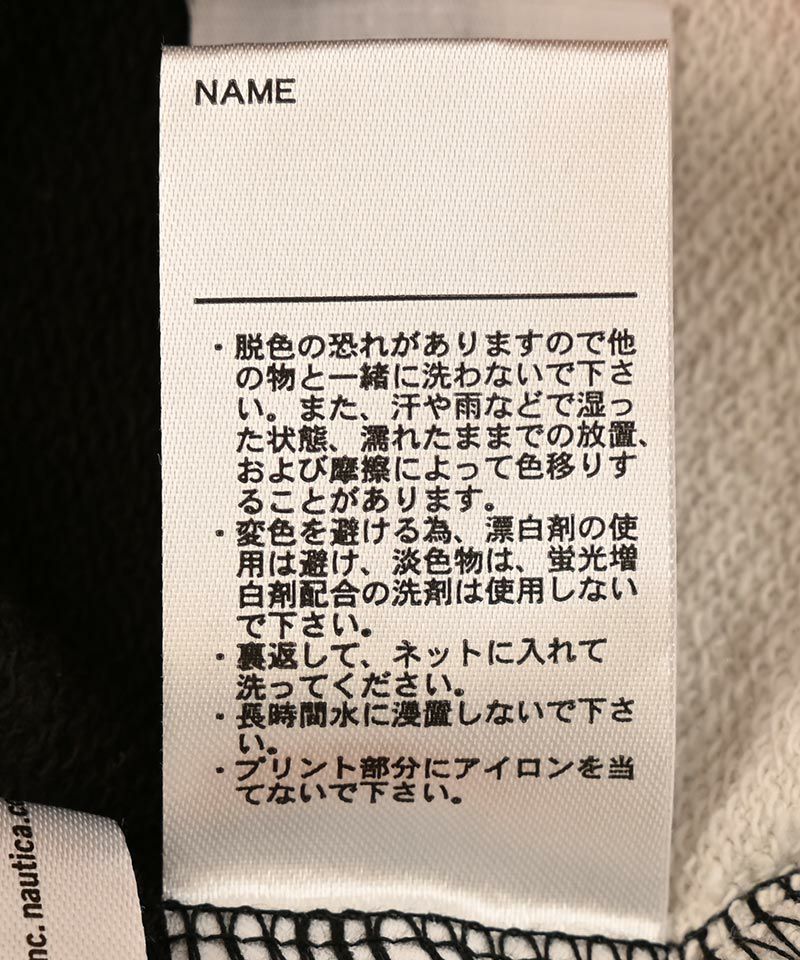 NAME
・脱色の恐れがありますので他
の物と一緒に洗わないで下さ
い。また、汗や雨などで湿っ
た状態、濡れたままでの放置、
および摩擦によって色移りす
ることがあります。
・変色を避ける為、漂白剤の使
用は避け、淡色物は、蛍光増
白剤配合の洗剤は使用しない
で下さい。
・裏返して、ネットに入れて
洗ってください。
・長時間水に浸置しないで下さ
い。
・プリント部分にアイロンを当
てないで下さい。
nc. nautica.c